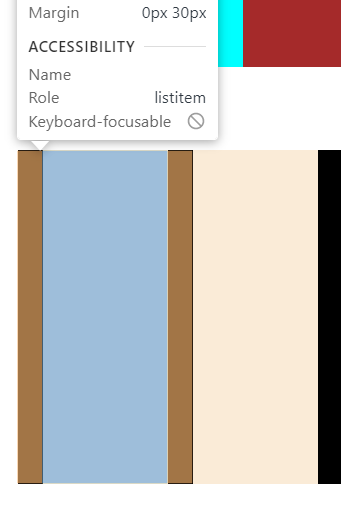 Margin 0px 30px
ACCESSIBILITY
Name
Role listitem
Keyboard-focusable